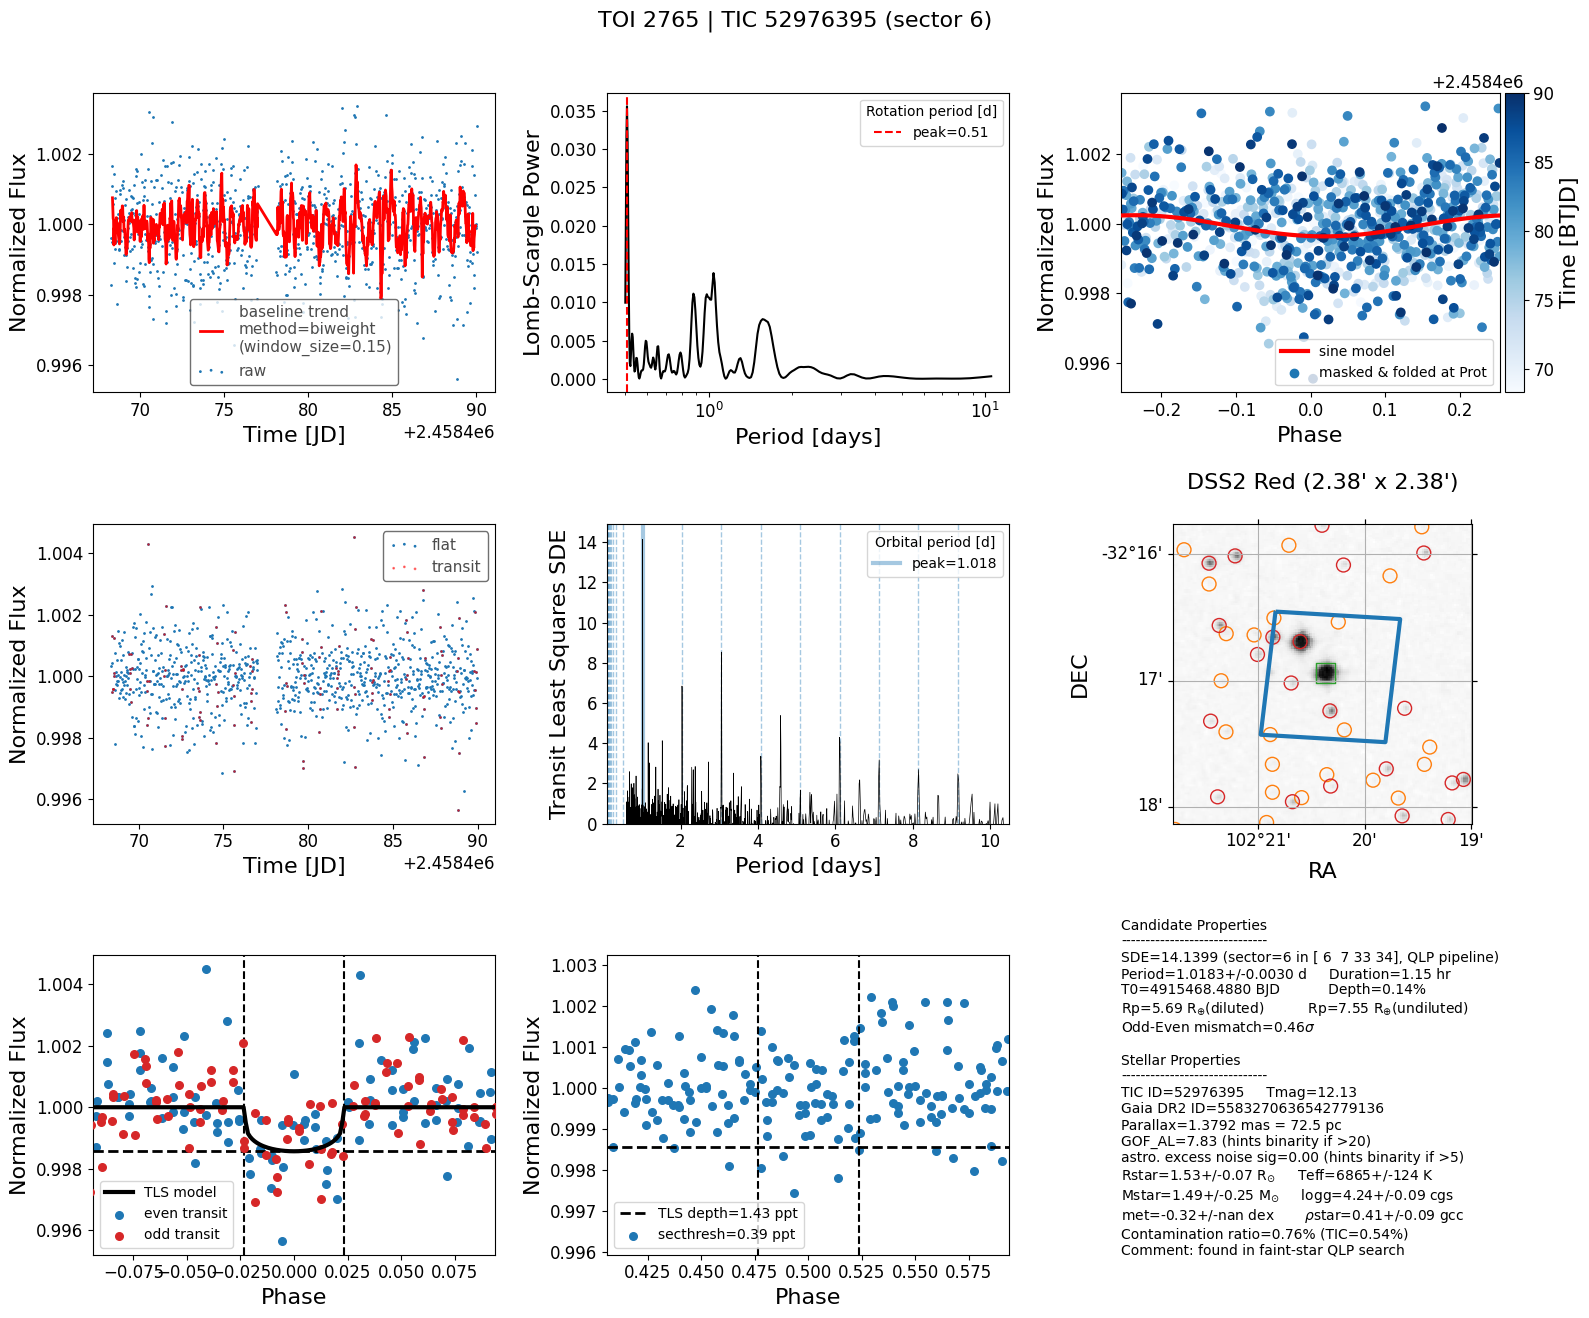 TOI 2765 | TIC 52976395 (sector 6)
Normalized Flux
1.002
1.000
0.998
0.996
baseline trend
method=biweight
(window_size=0.15)
raw
70
75
80
85
90
+2.4584e6
Time [JD]
Lomb-Scargle Power
0.035
0.030
0.025
0.020
0.015
0.010
0.005
0.000
Rotation period [d]
peak=0.51
10⁰
10¹
Period [days]
Normalized Flux
1.002
1.000
0.998
0.996
sine model
masked & folded at Prot
−0.2
−0.1
0.0
0.1
0.2
Phase
+2.4584e6
90
85
80
75
70
Time [BTJD]
Normalized Flux
1.004
1.002
1.000
0.998
0.996
flat
transit
70
75
80
85
90
+2.4584e6
Time [JD]
Transit Least Squares SDE
14
12
10
8
6
4
2
0
Orbital period [d]
peak=1.018
2
4
6
8
10
Period [days]
DSS2 Red (2.38' x 2.38')
DEC
-32°16'
17'
18'
102°21'
20'
19'
RA
Normalized Flux
1.004
1.002
1.000
0.998
0.996
TLS model
even transit
odd transit
−0.075
−0.050
−0.025
0.000
0.025
0.050
0.075
Phase
Normalized Flux
1.003
1.002
1.001
1.000
0.999
0.998
0.997
0.996
TLS depth=1.43 ppt
secthresh=0.39 ppt
0.425
0.450
0.475
0.500
0.525
0.550
0.575
Phase
Candidate Properties
------------------------------
SDE=14.1399 (sector=6 in [ 6 7 33 34], QLP pipeline)
Period=1.0183+/-0.0030 d Duration=1.15 hr
T0=4915468.4880 BJD Depth=0.14%
Rp=5.69 R⊕(diluted) Rp=7.55 R⊕(undiluted)
Odd-Even mismatch=0.46σ
Stellar Properties
------------------------------
TIC ID=52976395 Tmag=12.13
Gaia DR2 ID=5583270636542779136
Parallax=1.3792 mas = 72.5 pc
GOF_AL=7.83 (hints binarity if >20)
astro. excess noise sig=0.00 (hints binarity if >5)
Rstar=1.53+/-0.07 R⊙ Teff=6865+/-124 K
Mstar=1.49+/-0.25 M⊙ logg=4.24+/-0.09 cgs
met=-0.32+/-nan dex ρstar=0.41+/-0.09 gcc
Contamination ratio=0.76% (TIC=0.54%)
Comment: found in faint-star QLP search